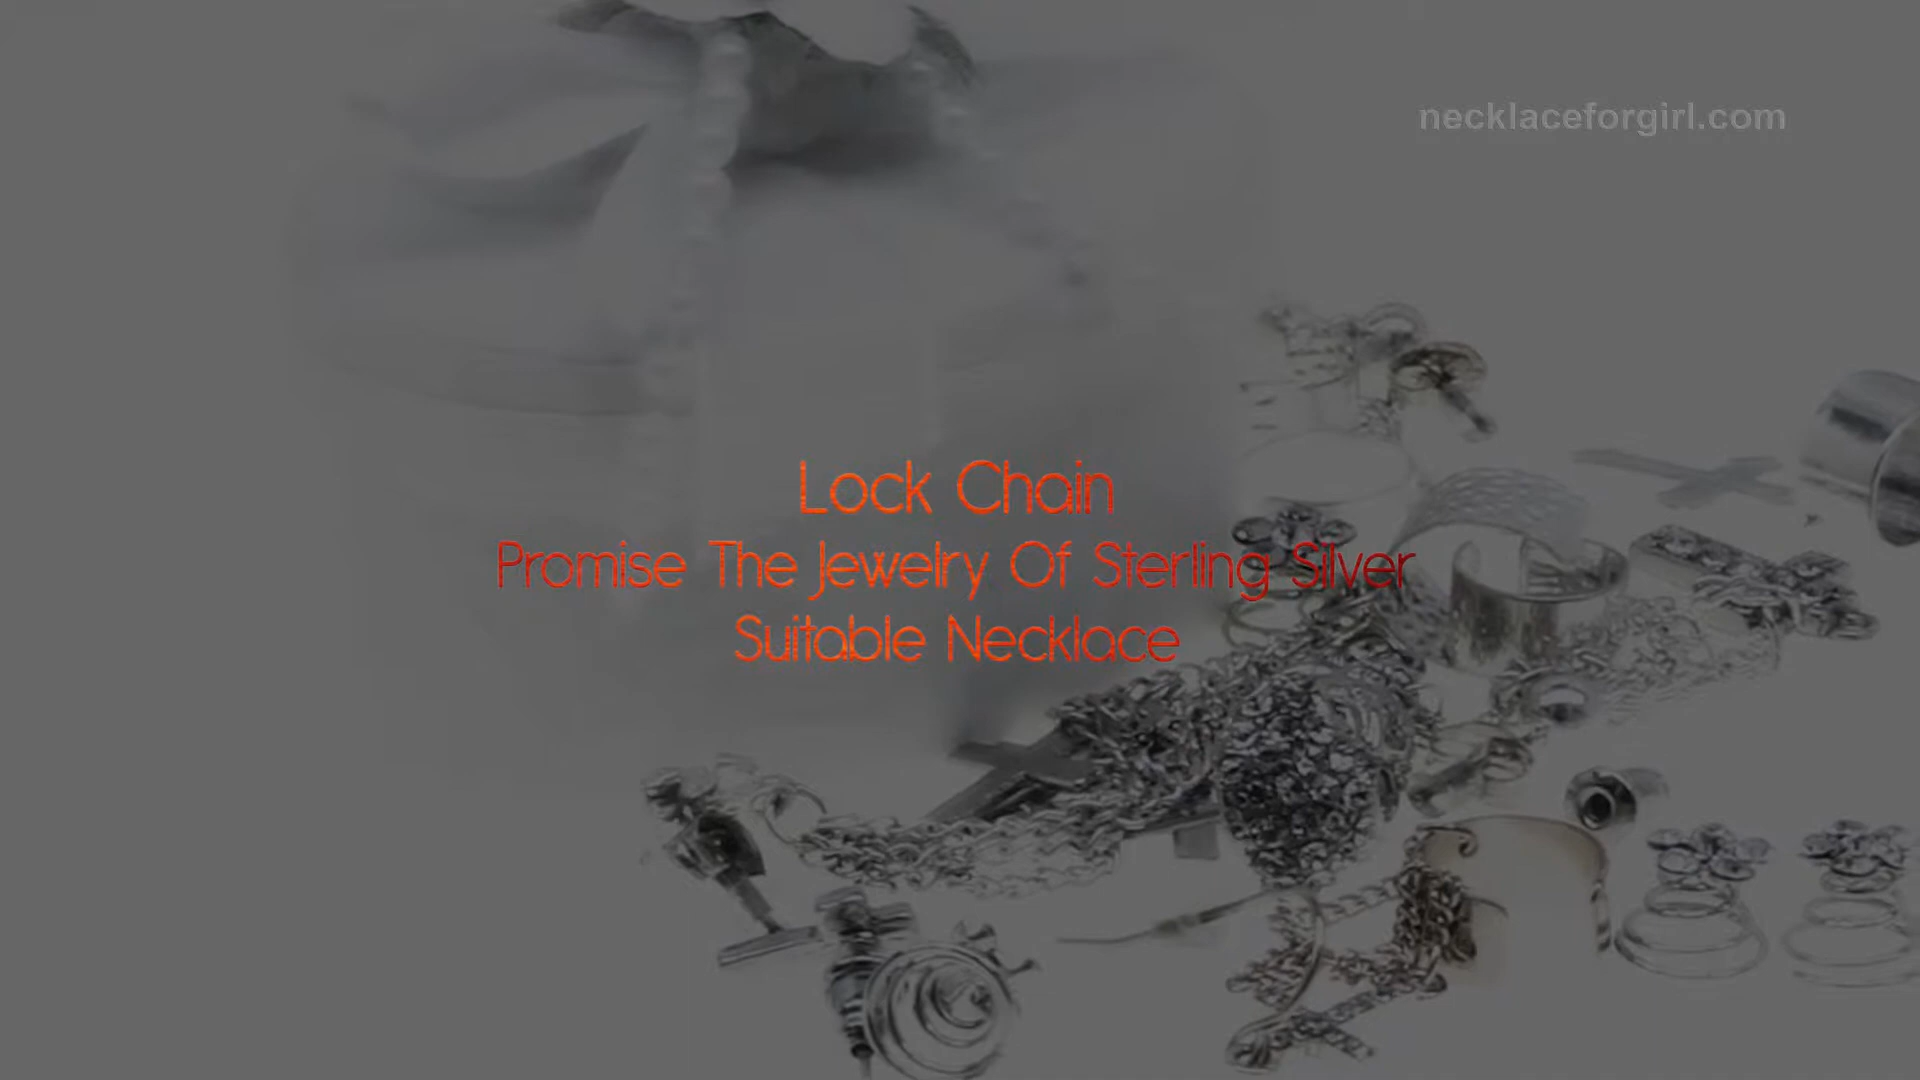 necklaceforgirl.com
Lock Chain
Promise The Jewelry Of Sterling Silver
Suitable Necklace